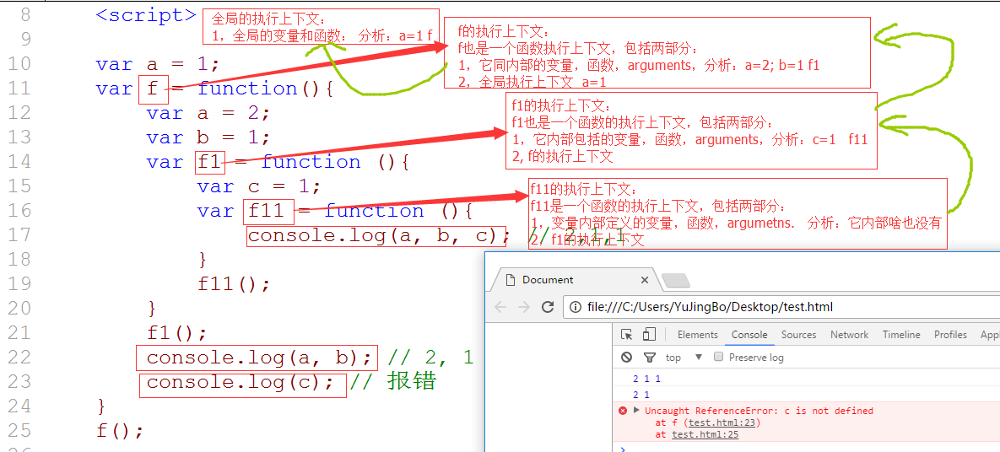 8 <script>
9
10 var a = 1;
11 var f = function(){
12 var a = 2;
13 var b = 1;
14 var f1 = function (){
15 var c = 1;
16 var f11 = function (){
17 console.log(a, b, c); // 2,1,1
18 }
19 f11();
20 }
21 f1();
22 console.log(a, b); // 2, 1
23 console.log(c); // 报错
24 }
25 f();
全局的执行上下文:
1，全局的变量和函数： 分析：a=1 f
f的执行上下文：
f也是一个函数执行上下文，包括两部分：
1，它同内部的变量，函数，arguments，分析：a=2; b=1 f1
2，全局执行上下文 a=1
f1的执行上下文：
f1也是一个函数的执行上下文，包括两部分：
1，它内部包括的变量，函数，arguments，分析：c=1 f11
2, f的执行上下文
f11的执行上下文：
f11是一个函数的执行上下文，包括两部分：
1，变量内部定义的变量，函数，argumetns. 分析：它内部啥也没有
2，f1的执行上下文
Document
file:///C:/Users/YuJingBo/Desktop/test.html
Elements Console Sources Network Timeline Profiles Appl
top Preserve log
2 1 1
2 1
Uncaught ReferenceError: c is not defined
at f (test.html:23)
at test.html:25